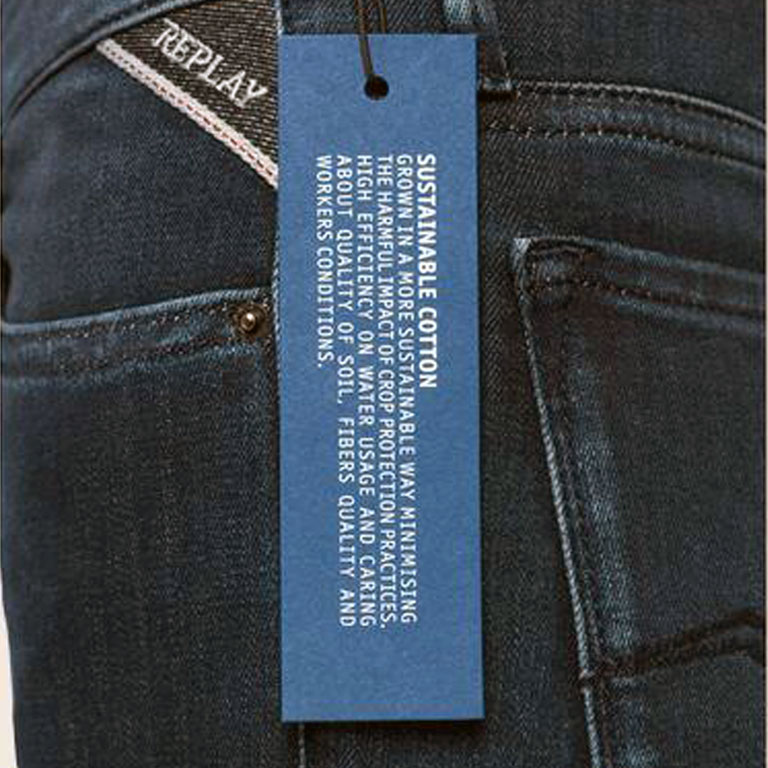 REPLAY
SUSTAINABLE COTTON
GROWN IN A MORE SUSTAINABLE WAY MINIMISING
THE HARMFUL IMPACT OF CROP PROTECTION PRACTICES.
HIGH EFFICIENCY ON WATER USAGE AND CARING
ABOUT QUALITY OF SOIL, FIBERS QUALITY AND
WORKERS CONDITIONS.